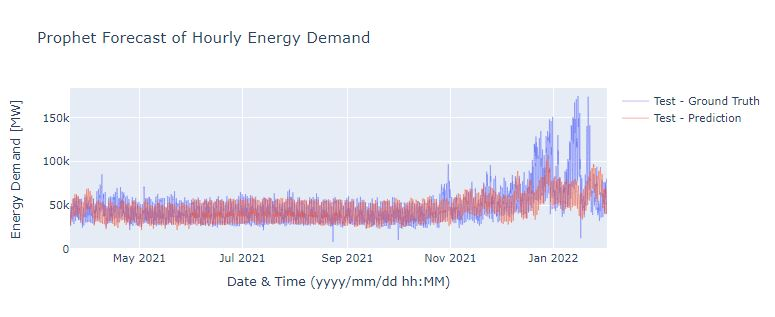 Prophet Forecast of Hourly Energy Demand
Test - Ground Truth
Test - Prediction
Energy Demand [MW]
150k
100k
50k
0
May 2021
Jul 2021
Sep 2021
Nov 2021
Jan 2022
Date & Time (yyyy/mm/dd hh:MM)